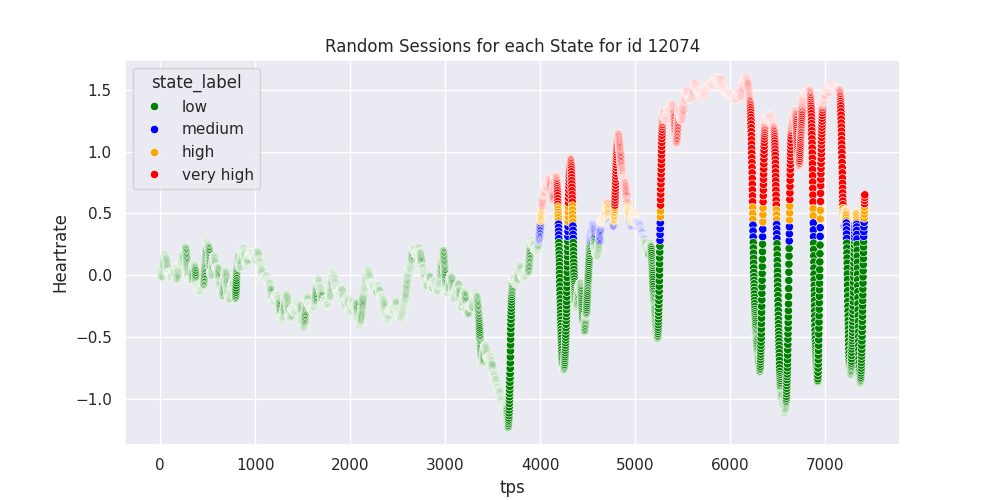 Random Sessions for each State for id 12074
state_label
low
medium
high
very high
Heartrate
1.5
1.0
0.5
0.0
−0.5
−1.0
0 1000 2000 3000 4000 5000 6000 7000
tps